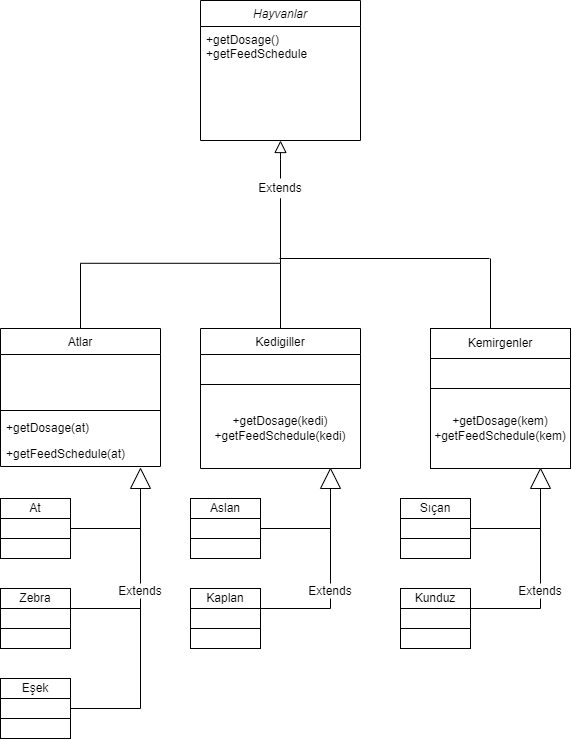 Hayvanlar
+getDosage()
+getFeedSchedule
Extends
Atlar
+getDosage(at)
+getFeedSchedule(at)
Kedigiller
+getDosage(kedi)
+getFeedSchedule(kedi)
Kemirgenler
+getDosage(kem)
+getFeedSchedule(kem)
At
Aslan
Sıçan
Zebra
Extends
Kaplan
Extends
Kunduz
Extends
Eşek